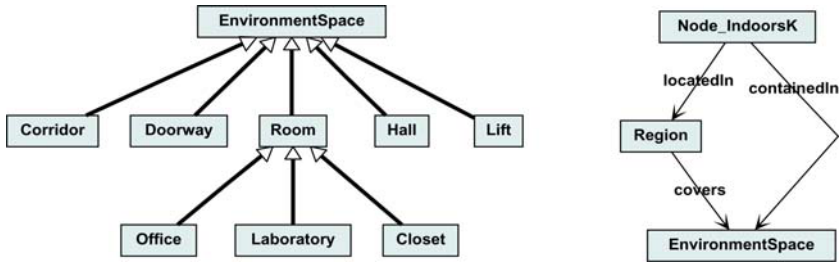 EnvironmentSpace
Corridor
Doorway
Room
Hall
Lift
Office
Laboratory
Closet
Node_IndoorsK
locatedIn
containedIn
Region
covers
EnvironmentSpace